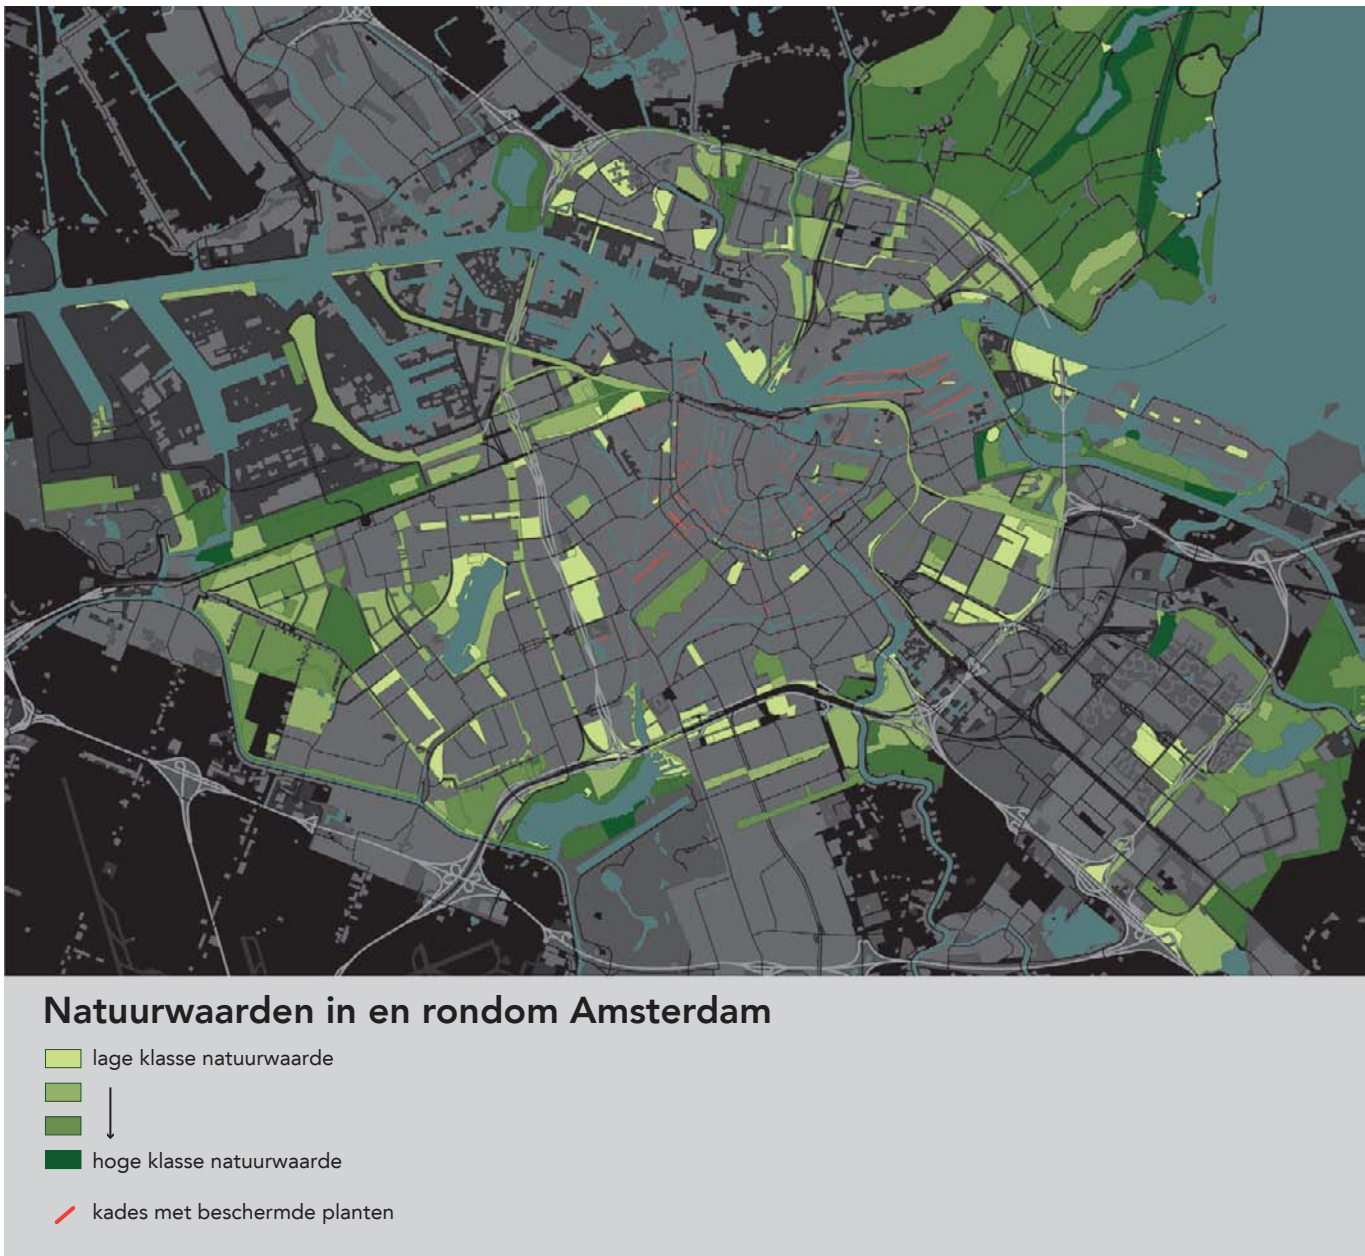 Natuurwaarden in en rondom Amsterdam
lage klasse natuurwaarde
hoge klasse natuurwaarde
kades met beschermde planten